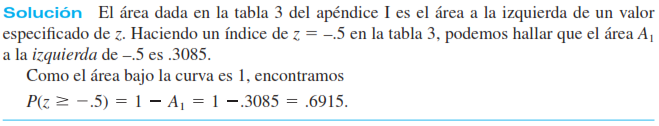 Solución El área dada en la tabla 3 del apéndice I es el área a la izquierda de un valor
especificado de z. Haciendo un índice de z = –.5 en la tabla 3, podemos hallar que el área A₁
a la izquierda de –.5 es .3085.
Como el área bajo la curva es 1, encontramos
P(z ≥ –.5) = 1 – A₁ = 1 –.3085 = .6915.